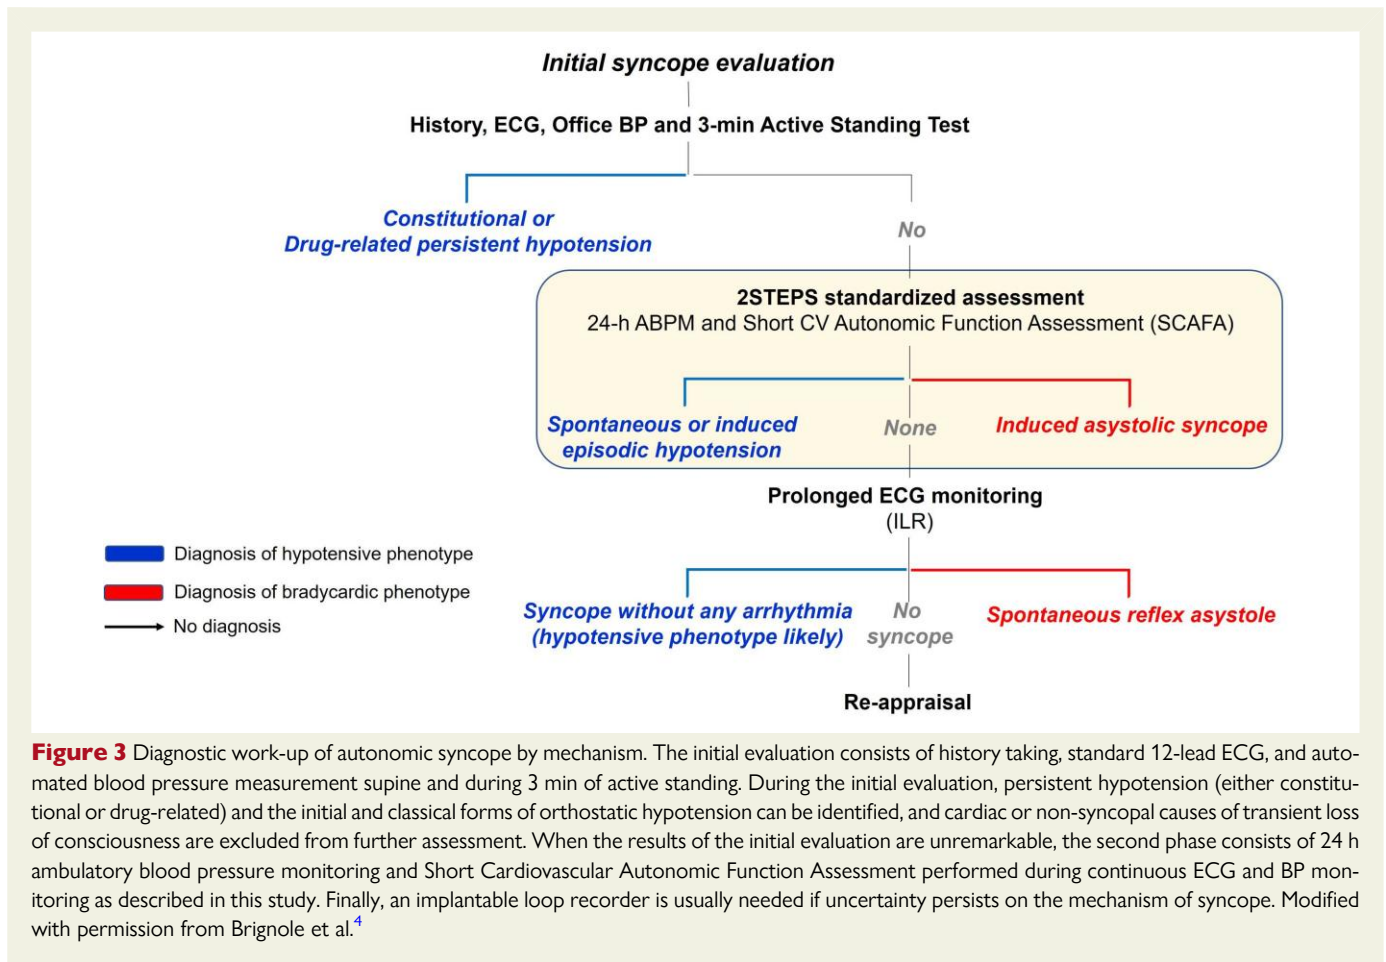 Initial syncope evaluation
History, ECG, Office BP and 3-min Active Standing Test
Constitutional or
Drug-related persistent hypotension
No
2STEPS standardized assessment
24-h ABPM and Short CV Autonomic Function Assessment (SCAFA)
Spontaneous or induced
episodic hypotension
None
Induced asystolic syncope
Prolonged ECG monitoring
(ILR)
Diagnosis of hypotensive phenotype
Diagnosis of bradycardic phenotype
No diagnosis
Syncope without any arrhythmia
(hypotensive phenotype likely)
No
syncope
Spontaneous reflex asystole
Re-appraisal
Figure 3 Diagnostic work-up of autonomic syncope by mechanism. The initial evaluation consists of history taking, standard 12-lead ECG, and auto-
mated blood pressure measurement supine and during 3 min of active standing. During the initial evaluation, persistent hypotension (either constitu-
tional or drug-related) and the initial and classical forms of orthostatic hypotension can be identified, and cardiac or non-syncopal causes of transient loss
of consciousness are excluded from further assessment. When the results of the initial evaluation are unremarkable, the second phase consists of 24 h
ambulatory blood pressure monitoring and Short Cardiovascular Autonomic Function Assessment performed during continuous ECG and BP mon-
itoring as described in this study. Finally, an implantable loop recorder is usually needed if uncertainty persists on the mechanism of syncope. Modified
with permission from Brignole et al.4